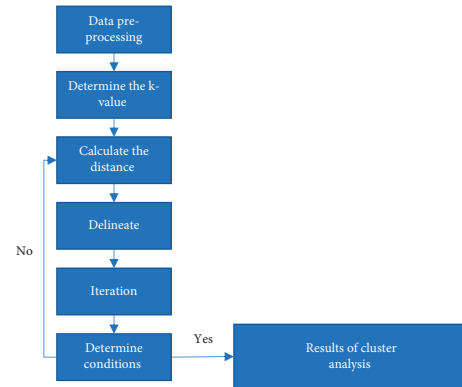 Data pre-
processing
Determine the k-
value
Calculate the
distance
Delineate
No
Iteration
Yes
Determine
conditions
Results of cluster
analysis